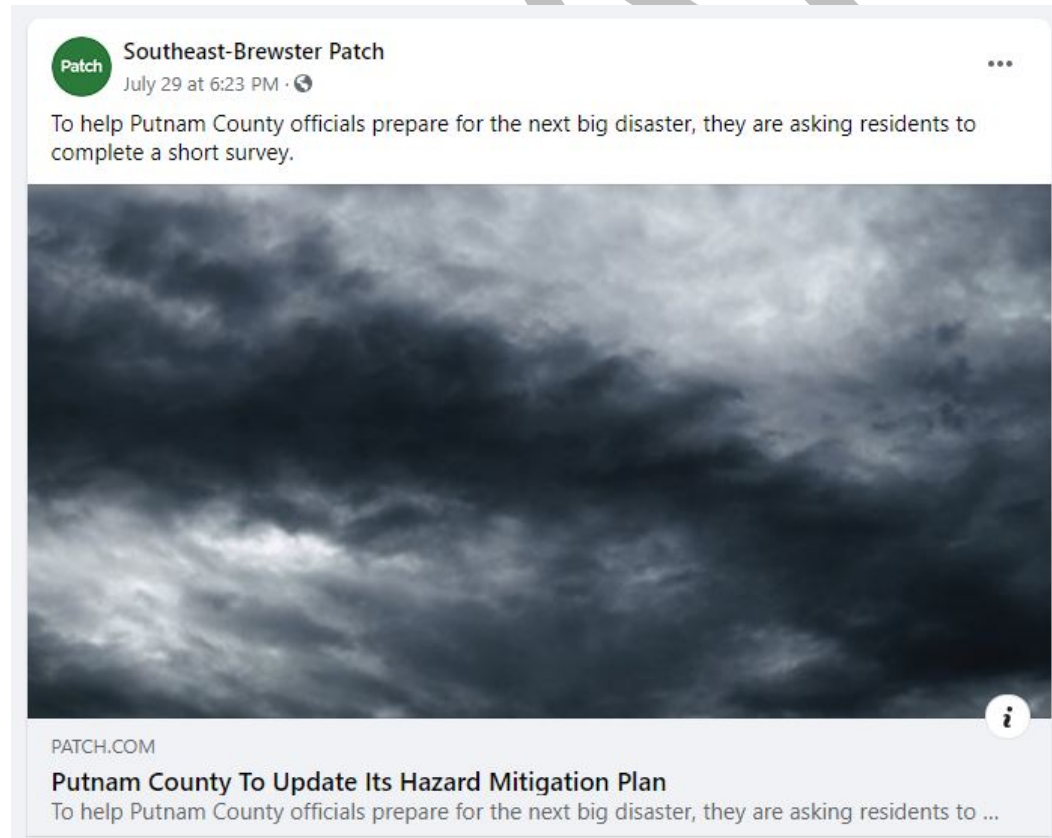 Patch
Southeast-Brewster Patch
July 29 at 6:23 PM ·
To help Putnam County officials prepare for the next big disaster, they are asking residents to
complete a short survey.
i
PATCH.COM
Putnam County To Update Its Hazard Mitigation Plan
To help Putnam County officials prepare for the next big disaster, they are asking residents to ...